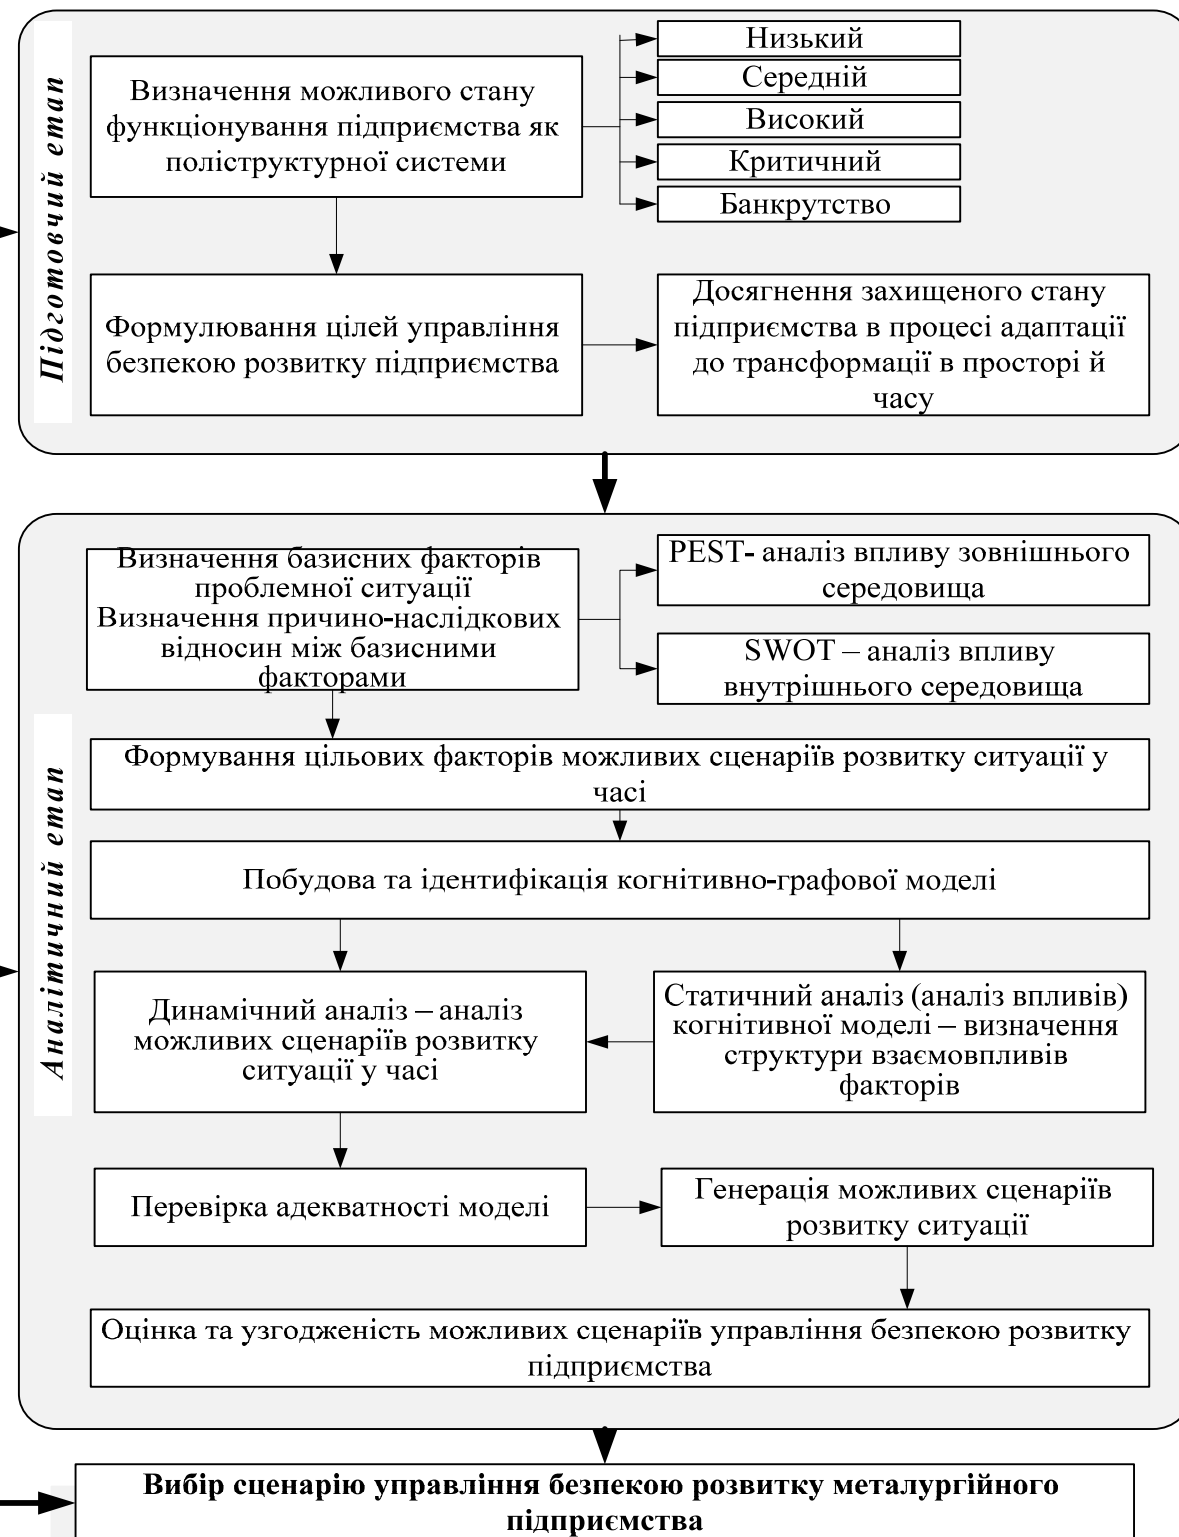 Підготовчий етап
Визначення можливого стану
функціонування підприємства як
поліструктурної системи
Низький
Середній
Високий
Критичний
Банкрутство
Формулювання цілей управління
безпекою розвитку підприємства
Досягнення захищеного стану
підприємства в процесі адаптації
до трансформації в просторі й
часу
Аналітичний етап
Визначення базисних факторів
проблемної ситуації
Визначення причино-наслідкових
відносин між базисними
факторами
PEST- аналіз впливу зовнішнього
середовища
SWOT – аналіз впливу
внутрішнього середовища
Формування цільових факторів можливих сценаріїв розвитку ситуації у
часі
Побудова та ідентифікація когнітивно-графової моделі
Динамічний аналіз – аналіз
можливих сценаріїв розвитку
ситуації у часі
Статичний аналіз (аналіз впливів)
когнітивної моделі – визначення
структури взаємовпливів
факторів
Перевірка адекватності моделі
Генерація можливих сценаріїв
розвитку ситуації
Оцінка та узгодженість можливих сценаріїв управління безпекою розвитку
підприємства
Вибір сценарію управління безпекою розвитку металургійного
підприємства